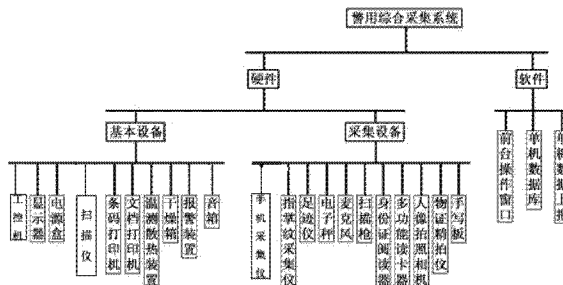 警用综合采集系统
硬件
软件
基本设备
采集设备
工控机
显示器
电源盒
扫描仪
条码打印机
文档打印机
温测散热装置
干燥箱
报警装置
音箱
手机采集仪
指掌纹采集仪
足迹仪
电子秤
麦克风
扫描枪
身份证阅读器
多功能读卡器
人像拍照相机
物证精拍仪
手写板
前台操作窗口
单机数据库